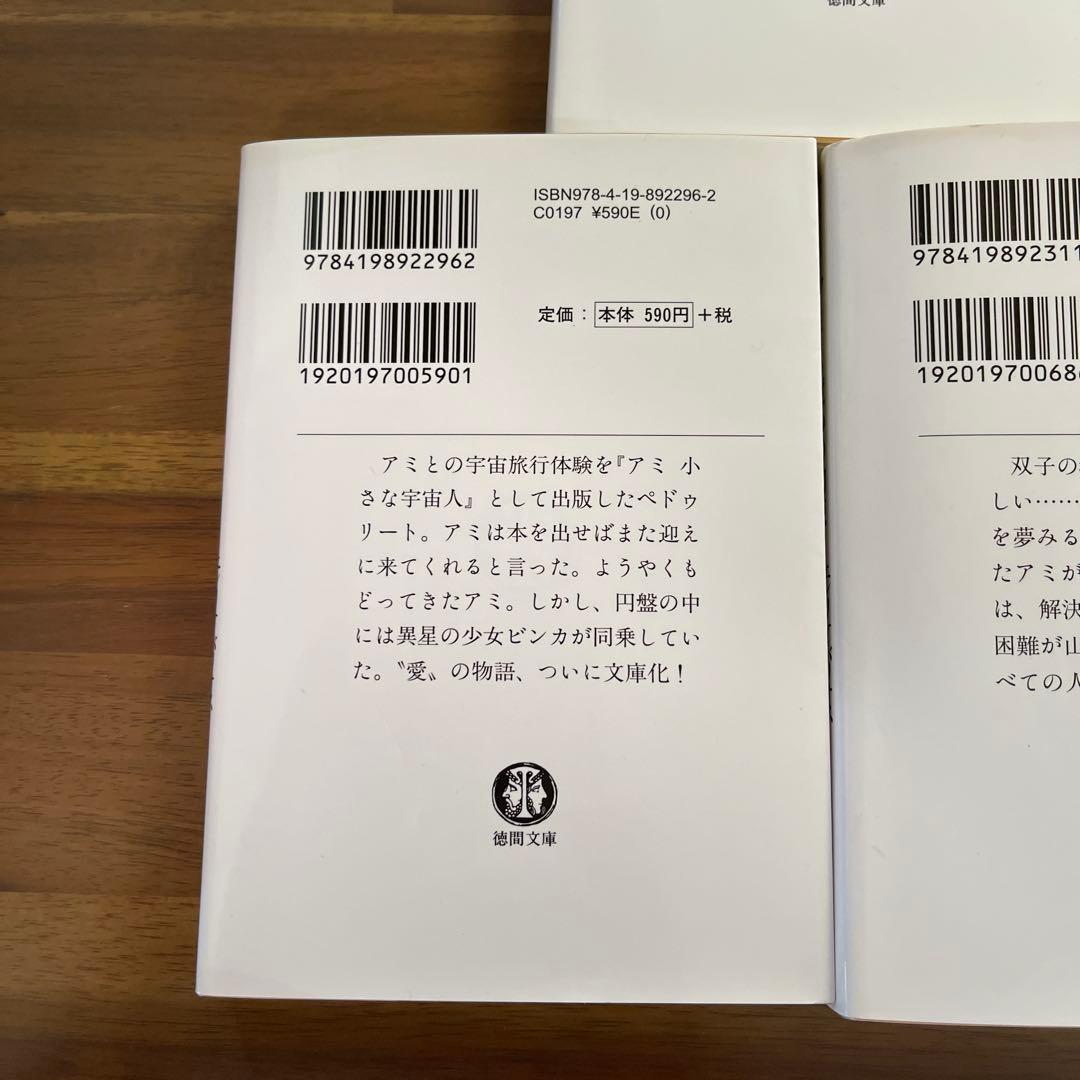 徳間文庫
ISBN978-4-19-892296-2
C0197 ¥590E (0)
9784198922962
定価：本体 590円＋税
1920197005901
アミとの宇宙旅行体験を『アミ 小
さな宇宙人』として出版したペドゥ
リート。アミは本を出せばまた迎え
に来てくれると言った。ようやくも
どってきたアミ。しかし、円盤の中
には異星の少女ビンカが同乗してい
た。〝愛〟の物語、ついに文庫化！
徳間文庫
978419892311
19201970068
双子の
しい……
を夢みる
たアミが
は、解決
困難が山
べての人